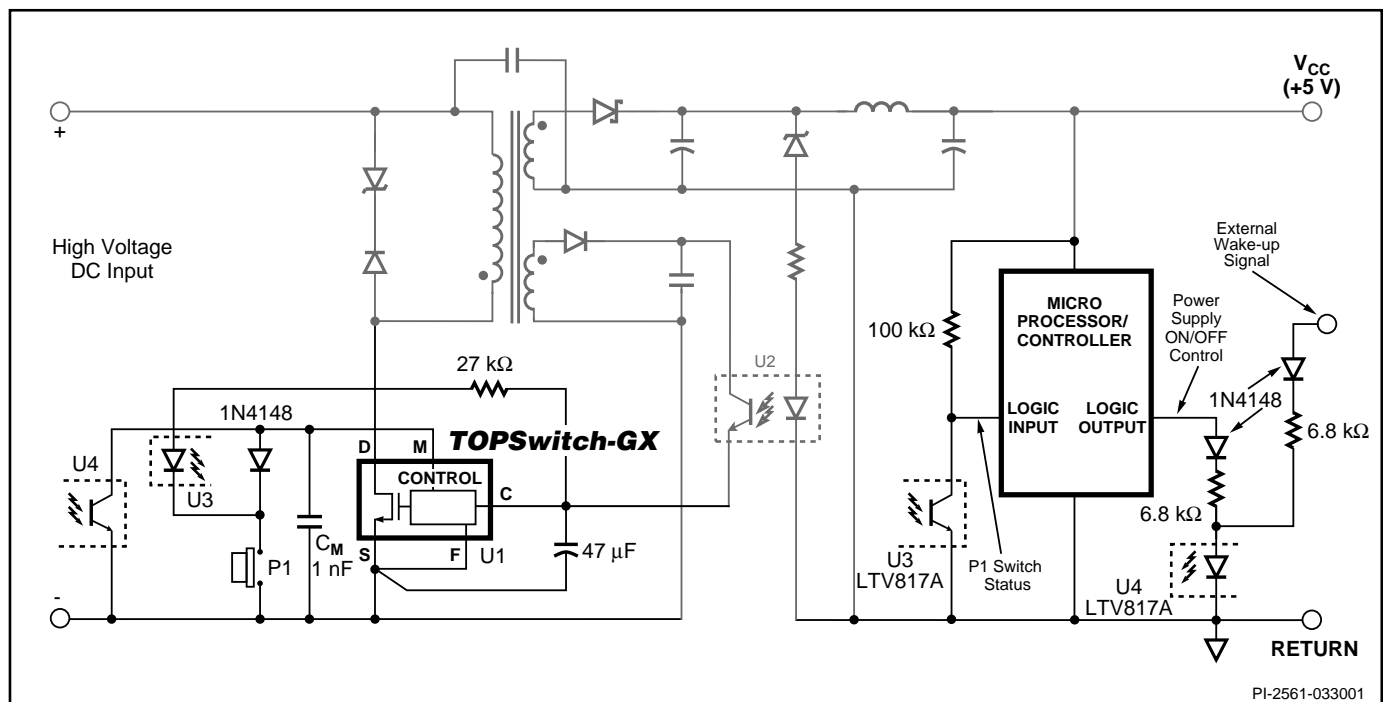 V_CC
(+5 V)
+
High Voltage
DC Input
External
Wake-up
Signal
MICRO
PROCESSOR/
CONTROLLER
Power
Supply
ON/OFF
Control
100 kΩ
27 kΩ
U2
1N4148
1N4148
TOPSwitch-GX
LOGIC
INPUT
LOGIC
OUTPUT
6.8 kΩ
D
M
U4
CONTROL
C
U3
6.8 kΩ
C_M
1 nF
P1
S
F
U1
47 µF
U3
LTV817A
P1 Switch
Status
U4
LTV817A
-
RETURN
PI-2561-033001